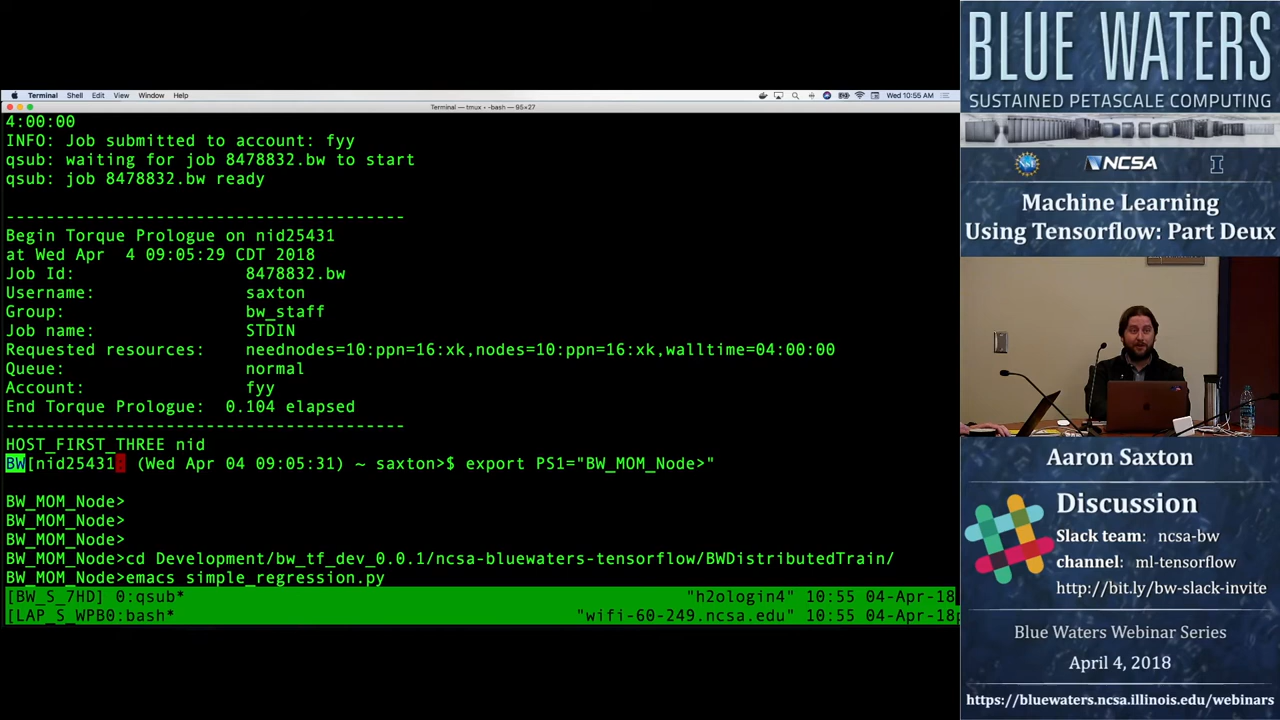 Terminal Shell Edit View Window Help
Wed 10:55 AM
Terminal — tmux • -bash — 95×27
4:00:00
INFO: Job submitted to account: fyy
qsub: waiting for job 8478832.bw to start
qsub: job 8478832.bw ready
----------------------------------------
Begin Torque Prologue on nid25431
at Wed Apr  4 09:05:29 CDT 2018
Job Id:                 8478832.bw
Username:               saxton
Group:                  bw_staff
Job name:               STDIN
Requested resources:    neednodes=10:ppn=16:xk,nodes=10:ppn=16:xk,walltime=04:00:00
Queue:                  normal
Account:                fyy
End Torque Prologue:  0.104 elapsed
----------------------------------------
HOST_FIRST_THREE nid
BW[nid25431: (Wed Apr 04 09:05:31) ~ saxton>$ export PS1="BW_MOM_Node>"
BW_MOM_Node>
BW_MOM_Node>
BW_MOM_Node>
BW_MOM_Node>cd Development/bw_tf_dev_0.0.1/ncsa-bluewaters-tensorflow/BWDistributedTrain/
BW_MOM_Node>emacs simple_regression.py
[BW_S_7HD] 0:qsub* "h2ologin4" 10:55 04-Apr-18
[LAP_S_WPB0:bash* "wifi-60-249.ncsa.edu" 10:55 04-Apr-18
BLUE WATERS
SUSTAINED PETASCALE COMPUTING
NCSA
Machine Learning
Using Tensorflow: Part Deux
Aaron Saxton
Discussion
Slack team: ncsa-bw
channel: ml-tensorflow
http://bit.ly/bw-slack-invite
Blue Waters Webinar Series
April 4, 2018
https://bluewaters.ncsa.illinois.edu/webinars